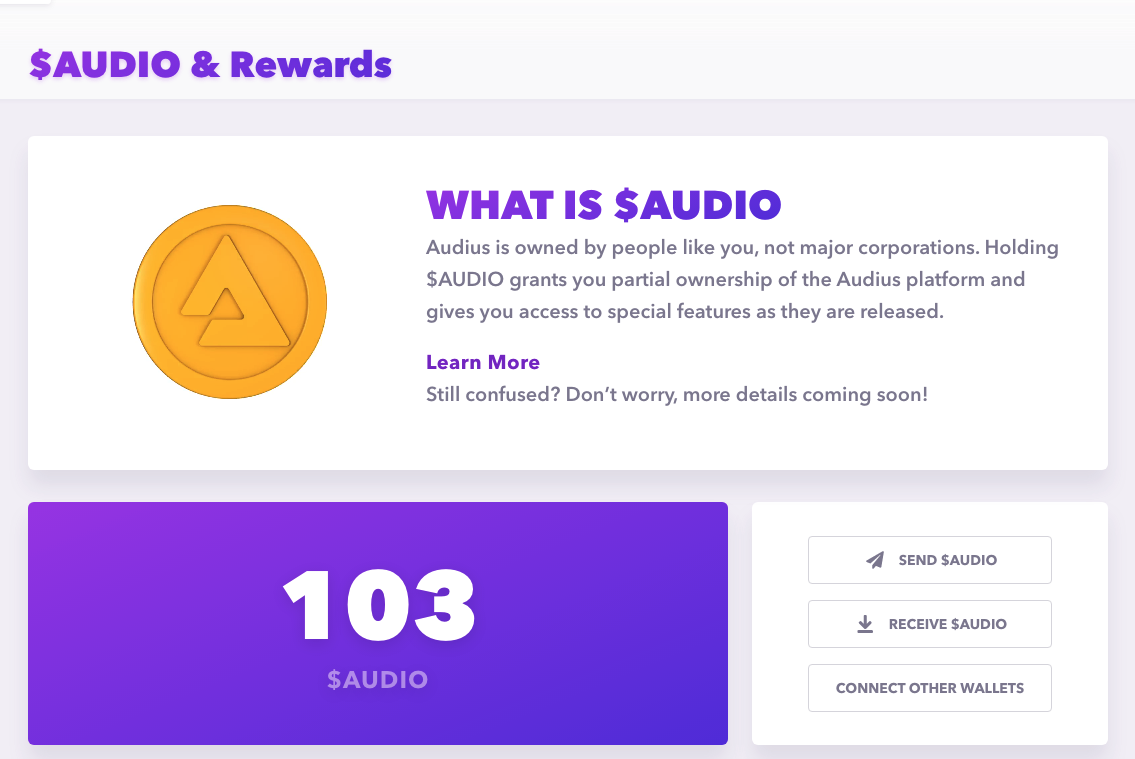 $AUDIO & Rewards
WHAT IS $AUDIO
Audius is owned by people like you, not major corporations. Holding
$AUDIO grants you partial ownership of the Audius platform and
gives you access to special features as they are released.
Learn More
Still confused? Don’t worry, more details coming soon!
103
$AUDIO
SEND $AUDIO
RECEIVE $AUDIO
CONNECT OTHER WALLETS